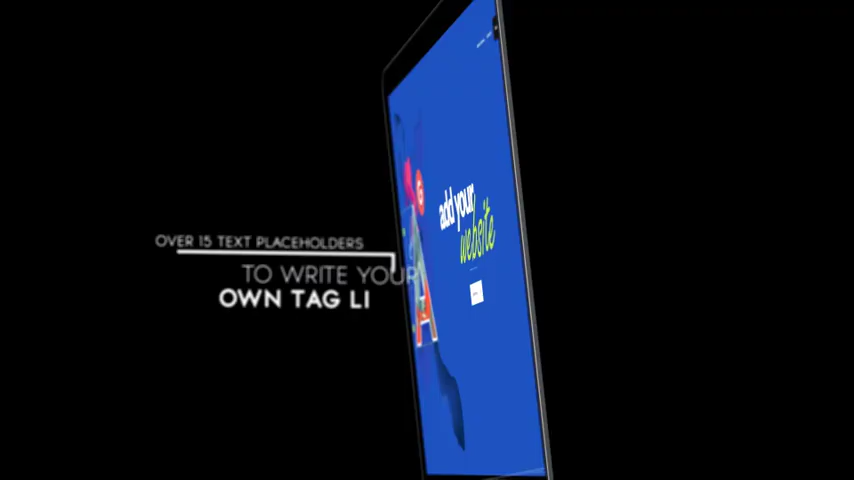 OVER 15 TEXT PLACEHOLDERS
TO WRITE YOUR
OWN TAG LI
add your
website